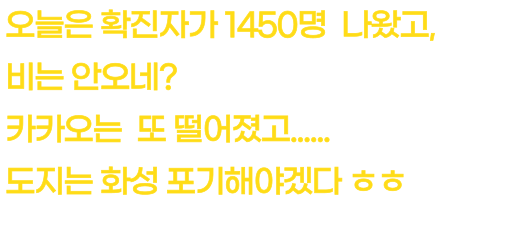 오늘은 확진자가 1450명  나왔고,
비는 안오네?
카카오는  또 떨어졌고......
도지는 화성 포기해야겠다 ㅎㅎ